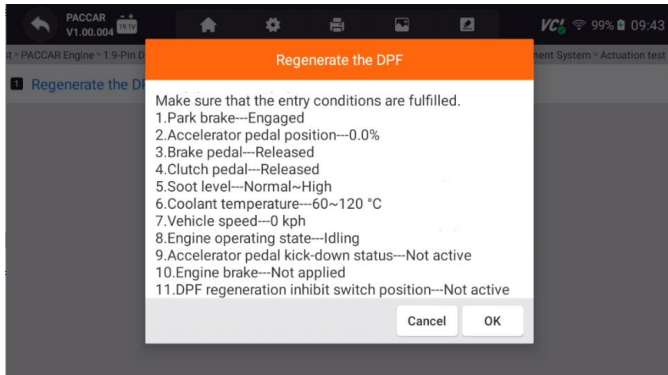 PACCAR
V1.00.004
VCI 99% 09:43
PACCAR Engine > 1.9-Pin D
nent System > Actuation test
1 Regenerate the DP
Regenerate the DPF
Make sure that the entry conditions are fulfilled.
1.Park brake---Engaged
2.Accelerator pedal position---0.0%
3.Brake pedal---Released
4.Clutch pedal---Released
5.Soot level---Normal~High
6.Coolant temperature---60~120 °C
7.Vehicle speed---0 kph
8.Engine operating state---Idling
9.Accelerator pedal kick-down status---Not active
10.Engine brake---Not applied
11.DPF regeneration inhibit switch position---Not active
Cancel OK